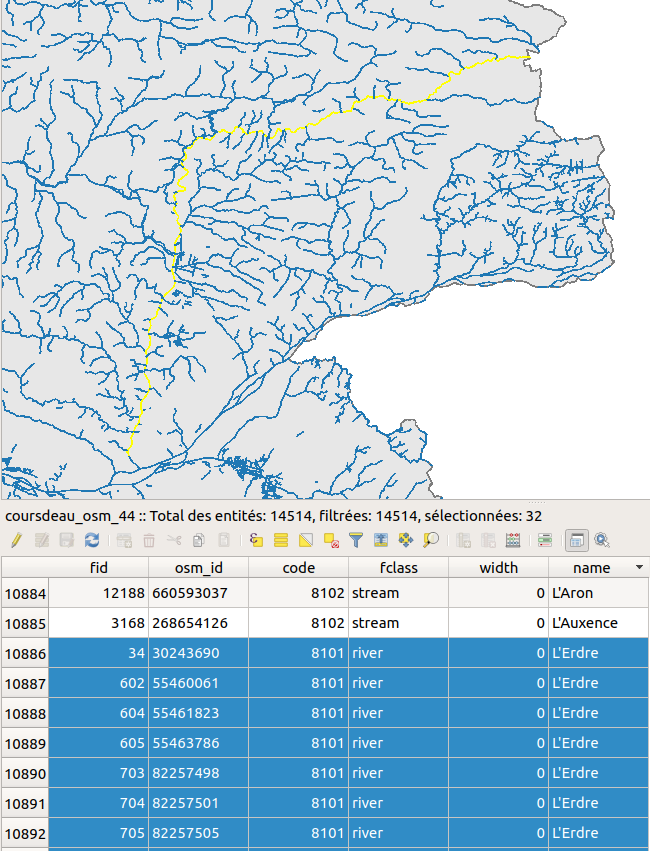 coursdeau_osm_44 :: Total des entités: 14514, filtrées: 14514, sélectionnées: 32
fid osm_id code fclass width name
10884 12188 660593037 8102 stream 0 L'Aron
10885 3168 268654126 8102 stream 0 L'Auxence
10886 34 30243690 8101 river 0 L'Erdre
10887 602 55460061 8101 river 0 L'Erdre
10888 604 55461823 8101 river 0 L'Erdre
10889 605 55463786 8101 river 0 L'Erdre
10890 703 82257498 8101 river 0 L'Erdre
10891 704 82257501 8101 river 0 L'Erdre
10892 705 82257505 8101 river 0 L'Erdre